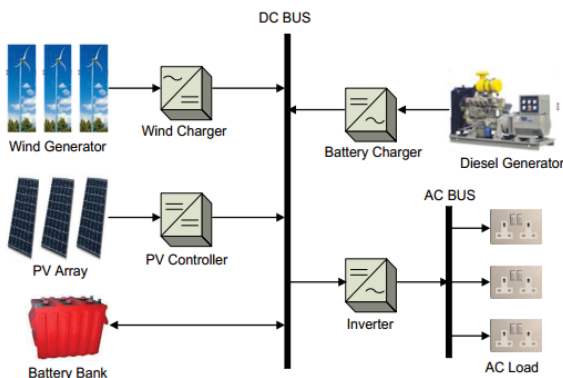 DC BUS
Wind Generator
Wind Charger
Battery Charger
Diesel Generator
AC BUS
PV Array
PV Controller
Inverter
Battery Bank
AC Load